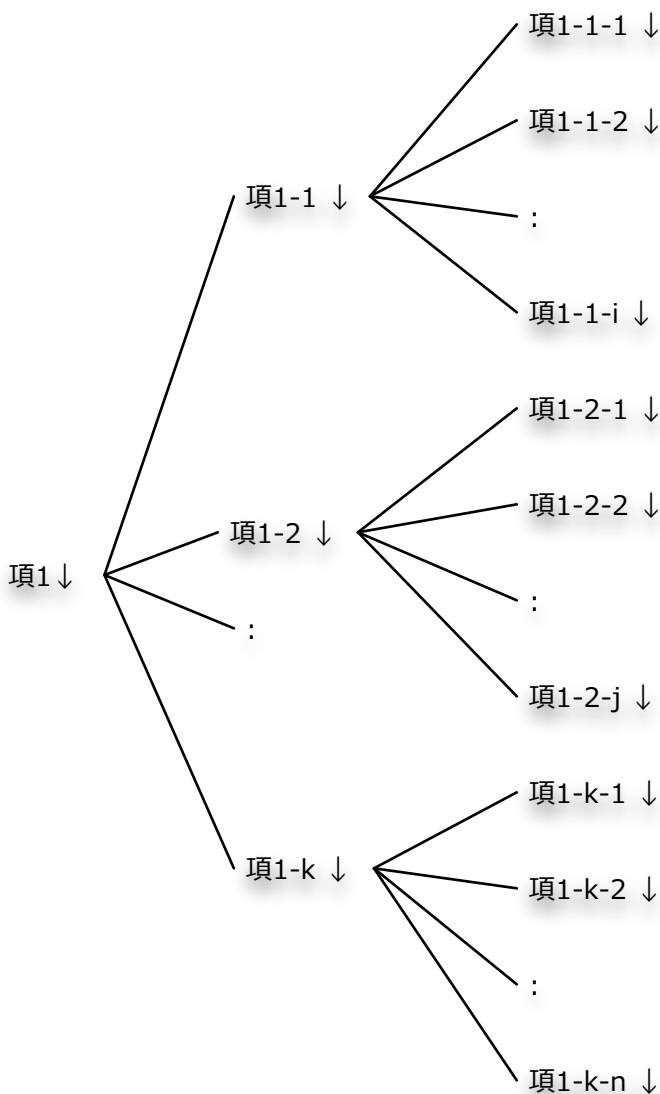 項1↓
項1-1 ↓
項1-1-1 ↓
項1-1-2 ↓
:
項1-1-i ↓
項1-2 ↓
項1-2-1 ↓
項1-2-2 ↓
:
項1-2-j ↓
:
項1-k ↓
項1-k-1 ↓
項1-k-2 ↓
:
項1-k-n ↓